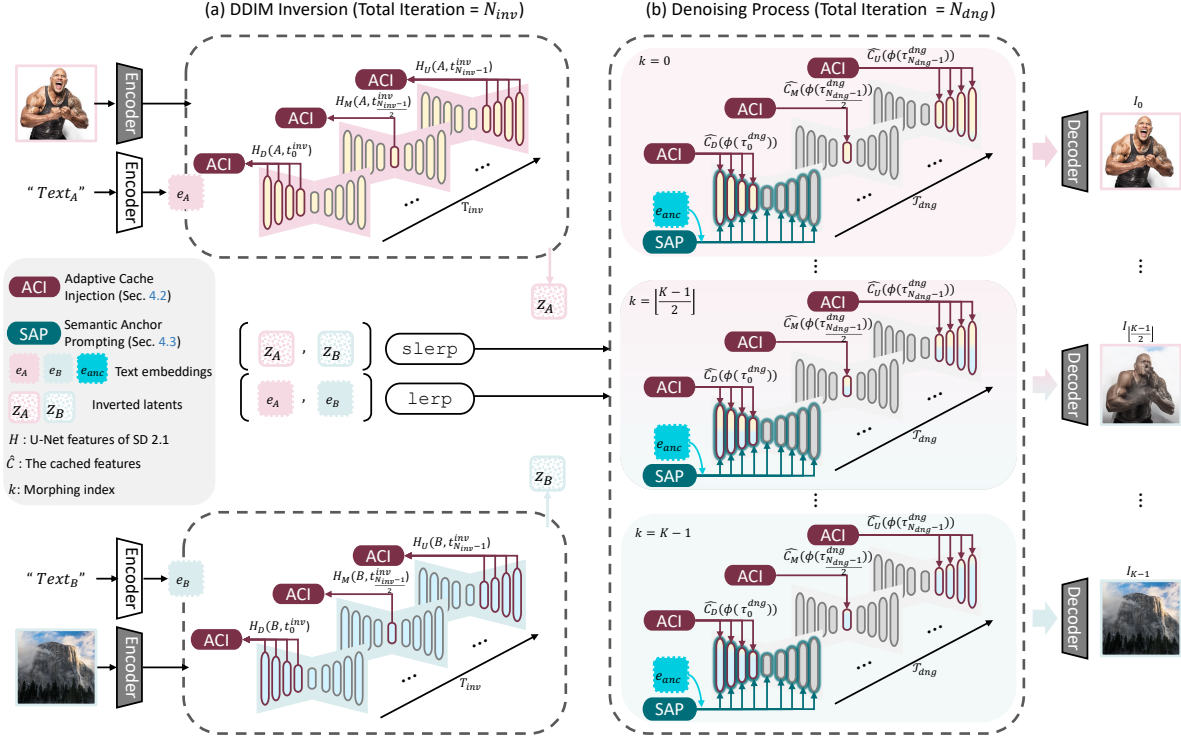 (a) DDIM Inversion (Total Iteration = N_inv)
(b) Denoising Process (Total Iteration = N_dng)
Encoder
Encoder
"Text_A"
e_A
ACI
H_U(A, t^inv_{N_inv-1})
ACI
H_M(A, t^inv_{(N_inv-1)/2})
ACI
H_D(A, t^inv_0)
...
T_inv
Z_A
ACI
Adaptive Cache
Injection (Sec. 4.2)
SAP
Semantic Anchor
Prompting (Sec. 4.3)
e_A e_B e_anc Text embeddings
Z_A Z_B Inverted latents
H : U-Net features of SD 2.1
Ĉ : The cached features
k: Morphing index
Z_A , Z_B
slerp
e_A , e_B
lerp
Z_B
"Text_B"
Encoder
e_B
Encoder
ACI
H_U(B, t^inv_{N_inv-1})
ACI
H_M(B, t^inv_{(N_inv-1)/2})
ACI
H_D(B, t^inv_0)
...
T_inv
k = 0
ACI
Ĉ_U(ϕ(τ^dng_{N_dng-1}))
ACI
Ĉ_M(ϕ(τ^dng_{(N_dng-1)/2}))
ACI
Ĉ_D(ϕ(τ^dng_0))
e_anc
SAP
...
𝒯_dng
Decoder
I_0
k = ⌊(K-1)/2⌋
ACI
Ĉ_U(ϕ(τ^dng_{N_dng-1}))
ACI
Ĉ_M(ϕ(τ^dng_{(N_dng-1)/2}))
ACI
Ĉ_D(ϕ(τ^dng_0))
e_anc
SAP
...
𝒯_dng
Decoder
I_{⌊(K-1)/2⌋}
k = K - 1
ACI
Ĉ_U(ϕ(τ^dng_{N_dng-1}))
ACI
Ĉ_M(ϕ(τ^dng_{(N_dng-1)/2}))
ACI
Ĉ_D(ϕ(τ^dng_0))
e_anc
SAP
...
𝒯_dng
Decoder
I_{K-1}